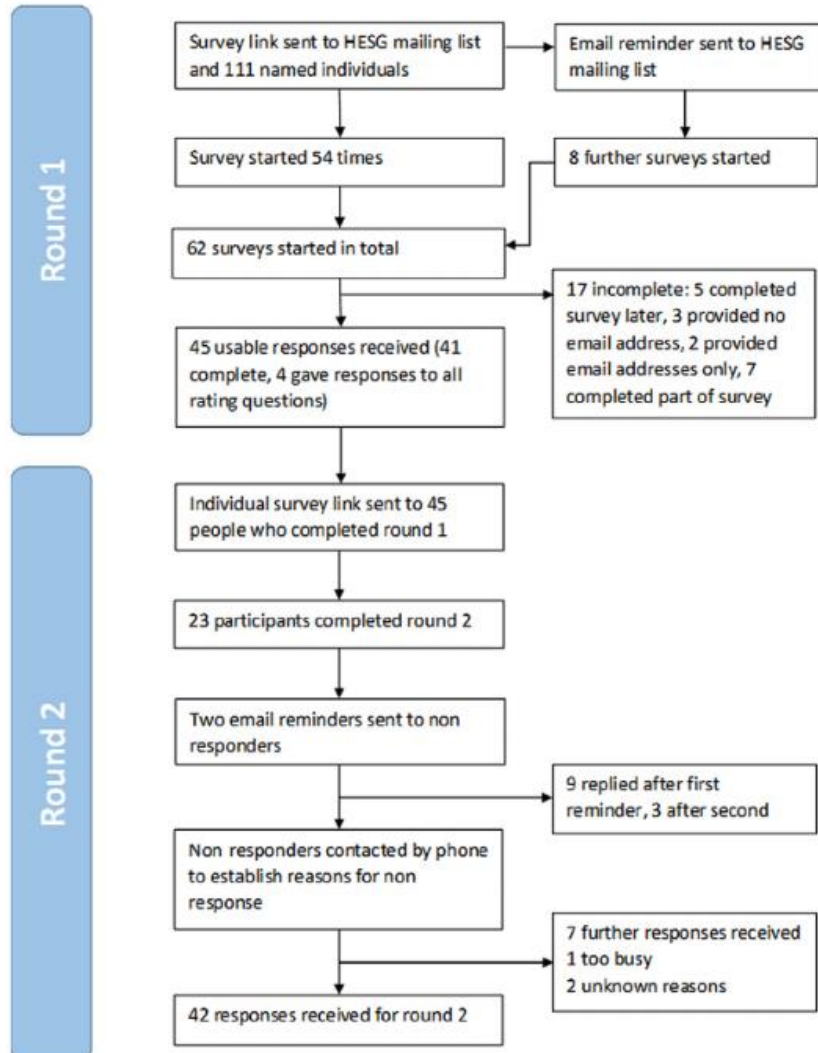 Round 1
Survey link sent to HESG mailing list
and 111 named individuals
Email reminder sent to HESG
mailing list
Survey started 54 times
8 further surveys started
62 surveys started in total
17 incomplete: 5 completed
survey later, 3 provided no
email address, 2 provided
email addresses only, 7
completed part of survey
45 usable responses received (41
complete, 4 gave responses to all
rating questions)
Round 2
Individual survey link sent to 45
people who completed round 1
23 participants completed round 2
Two email reminders sent to non
responders
9 replied after first
reminder, 3 after second
Non responders contacted by phone
to establish reasons for non
response
7 further responses received
1 too busy
2 unknown reasons
42 responses received for round 2